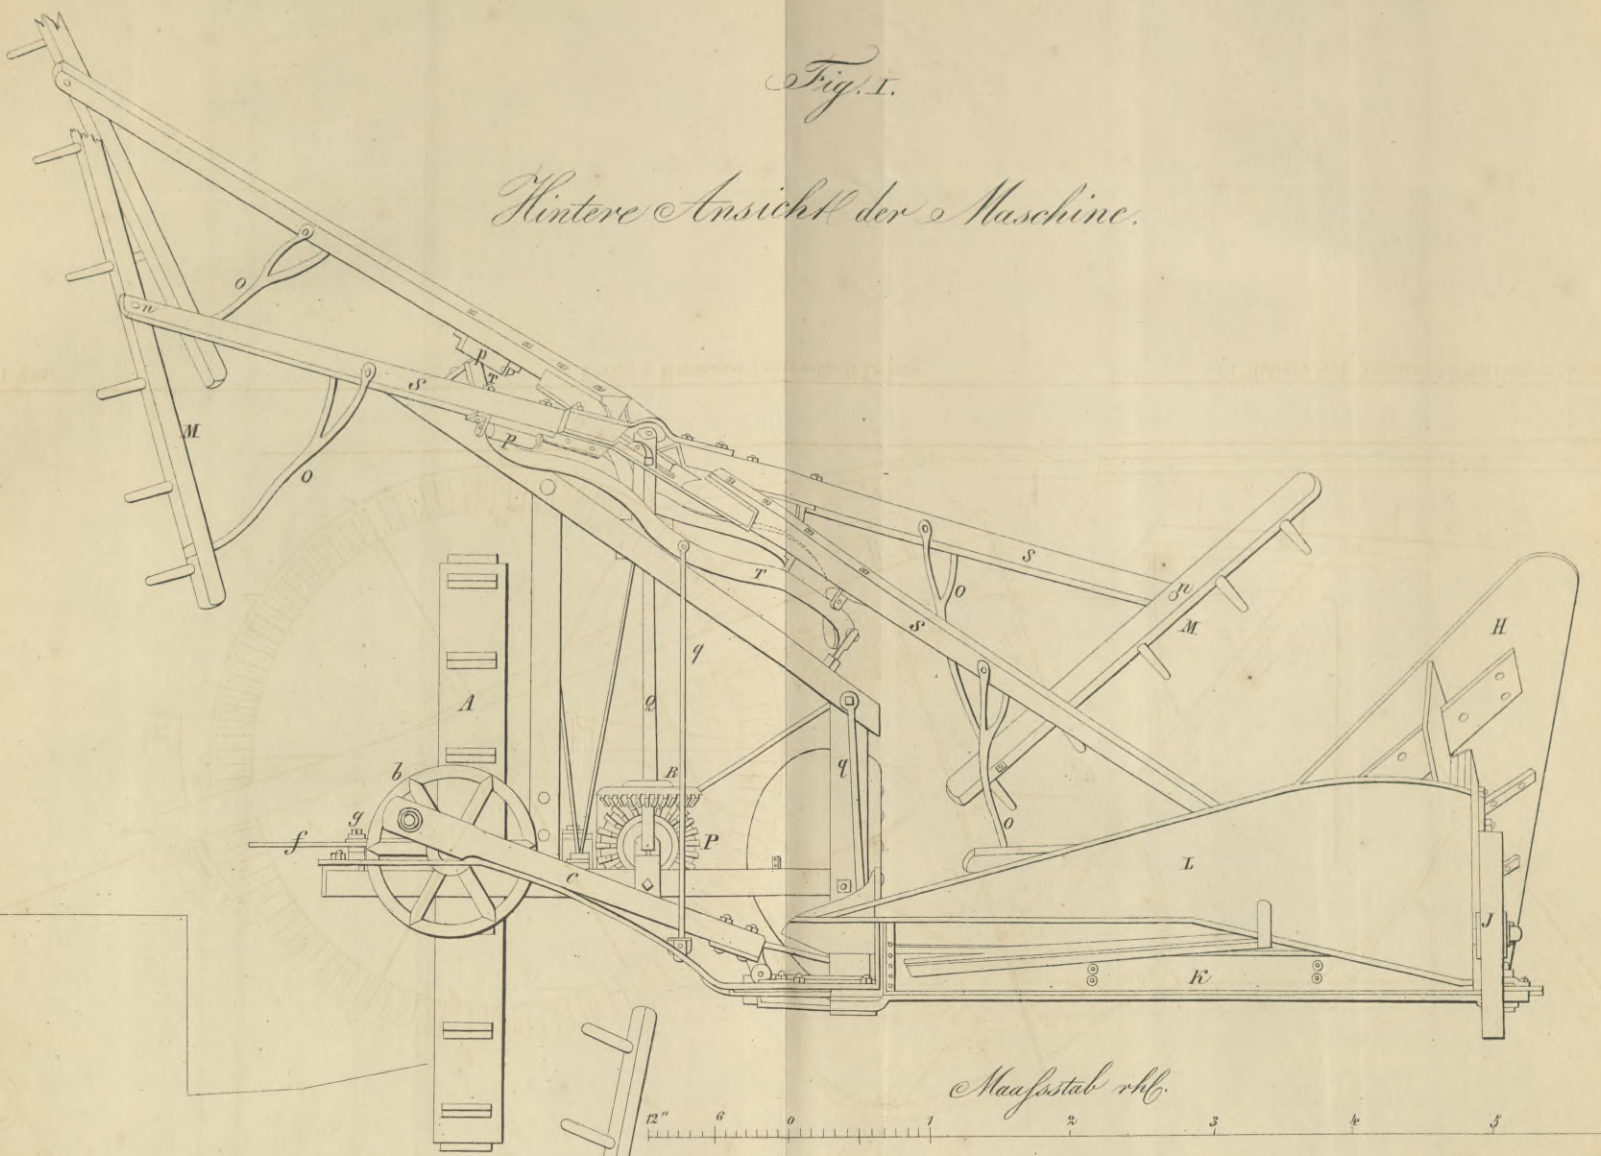 Fig. I.
Hintere Ansicht der Maschine.
o
n
p
r
S
p
M
o
S
n
o
M
T
S
H
q
A
Q
b
R
q
g
f
P
o
c
L
J
K
Maaſsstab rhl.
12" 6 0 1 2 3 4 5